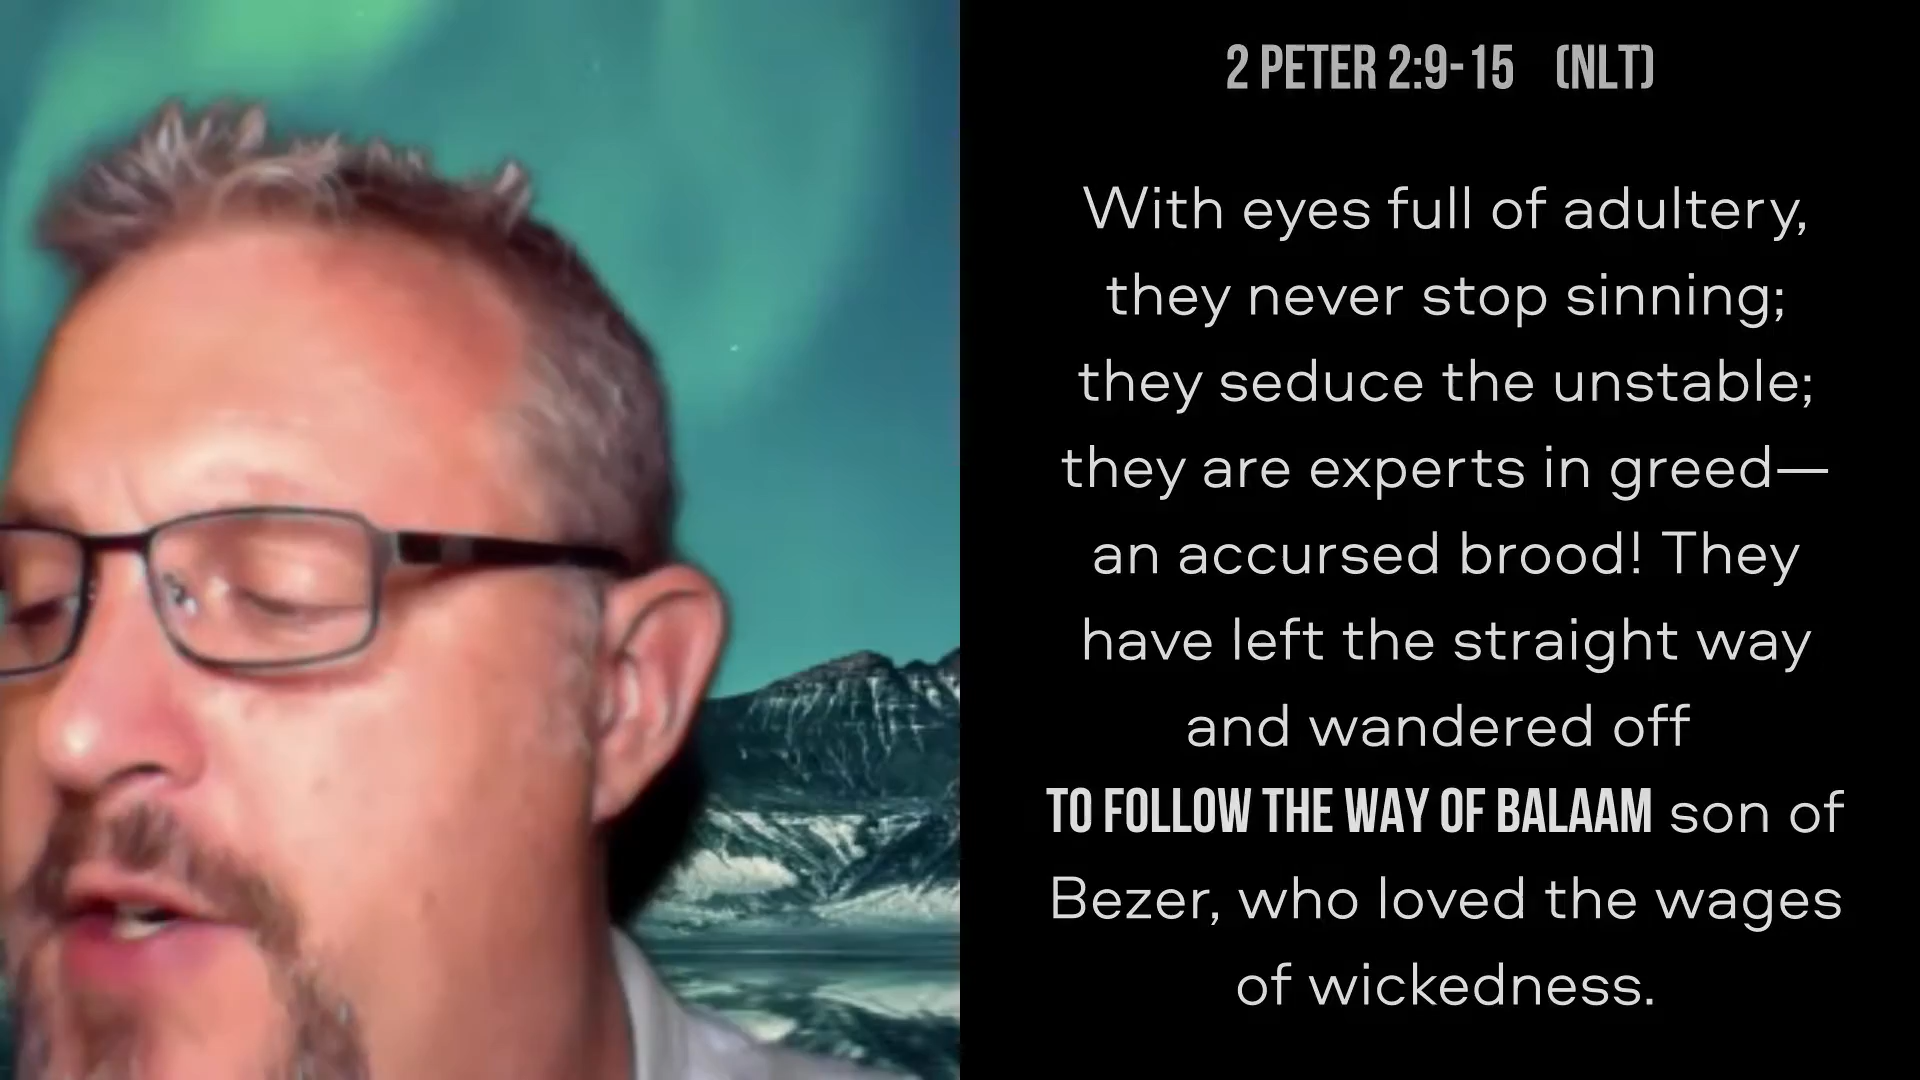 2 PETER 2:9-15 (NLT)
With eyes full of adultery,
they never stop sinning;
they seduce the unstable;
they are experts in greed—
an accursed brood! They
have left the straight way
and wandered off
TO FOLLOW THE WAY OF BALAAM son of
Bezer, who loved the wages
of wickedness.